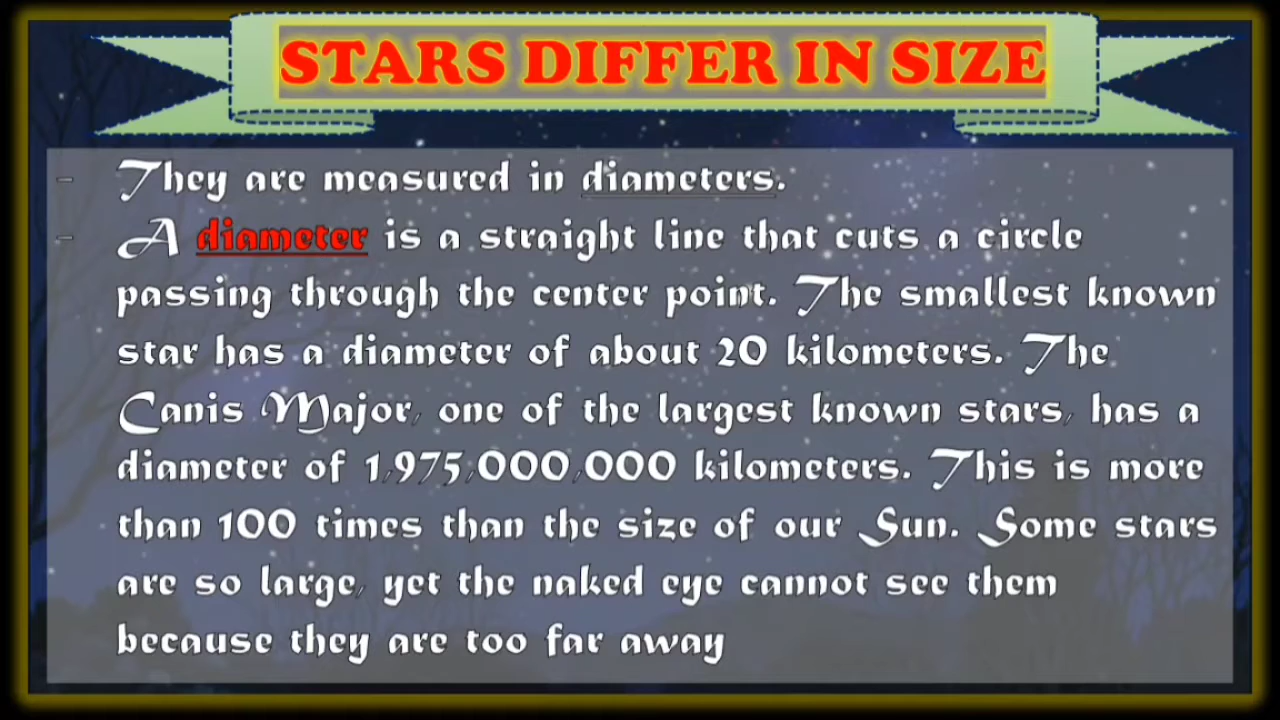 STARS DIFFER IN SIZE
- They are measured in diameters.
- A diameter is a straight line that cuts a circle
passing through the center point. The smallest known
star has a diameter of about 20 kilometers. The
Canis Major, one of the largest known stars, has a
diameter of 1,975,000,000 kilometers. This is more
than 100 times than the size of our Sun. Some stars
are so large, yet the naked eye cannot see them
because they are too far away